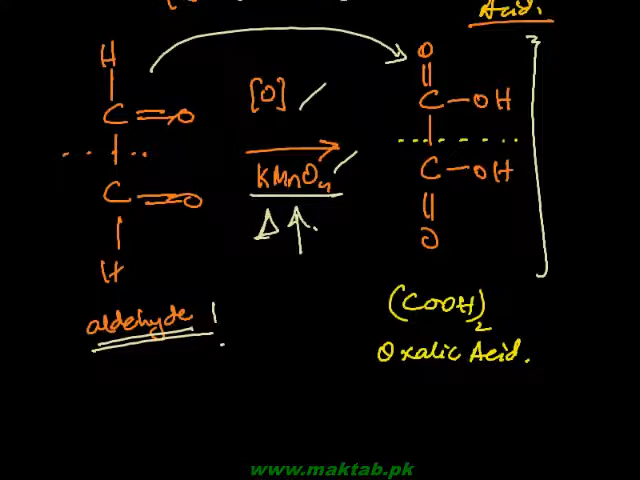 Acid.
H
O
C=O
[O]
C-OH
KMnO4
C=O
C-OH
O
H
(COOH)2
aldehyde !
Oxalic Acid.
www.maktab.pk